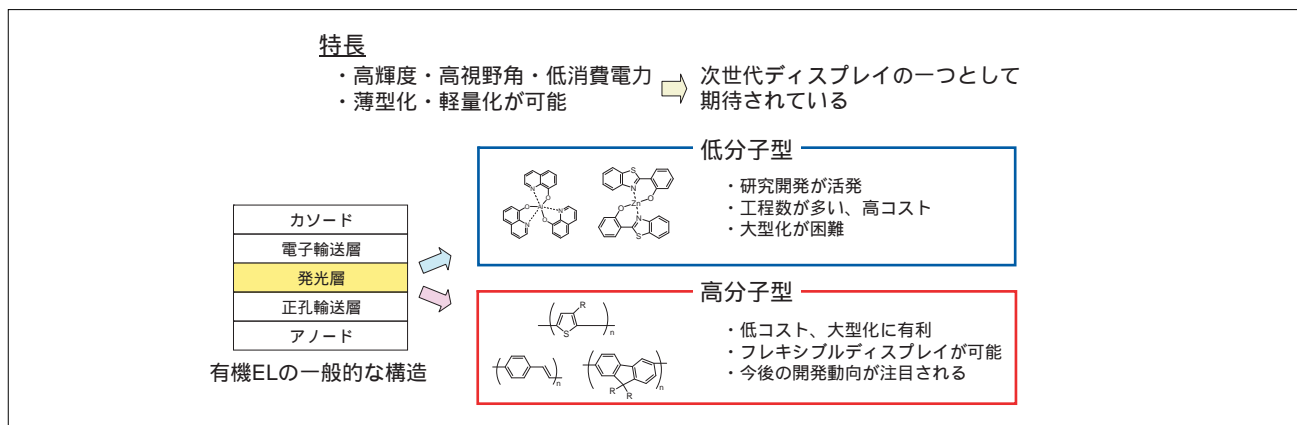 特長
・高輝度・高視野角・低消費電力
・薄型化・軽量化が可能
次世代ディスプレイの一つとして
期待されている
カソード
電子輸送層
発光層
正孔輸送層
アノード
有機ELの一般的な構造
低分子型
N
O
O
Al
N
N
O
S
N
O
Zn
O
N
S
・研究開発が活発
・工程数が多い、高コスト
・大型化が困難
高分子型
R
S
n
n
n
R
R
・低コスト、大型化に有利
・フレキシブルディスプレイが可能
・今後の開発動向が注目される